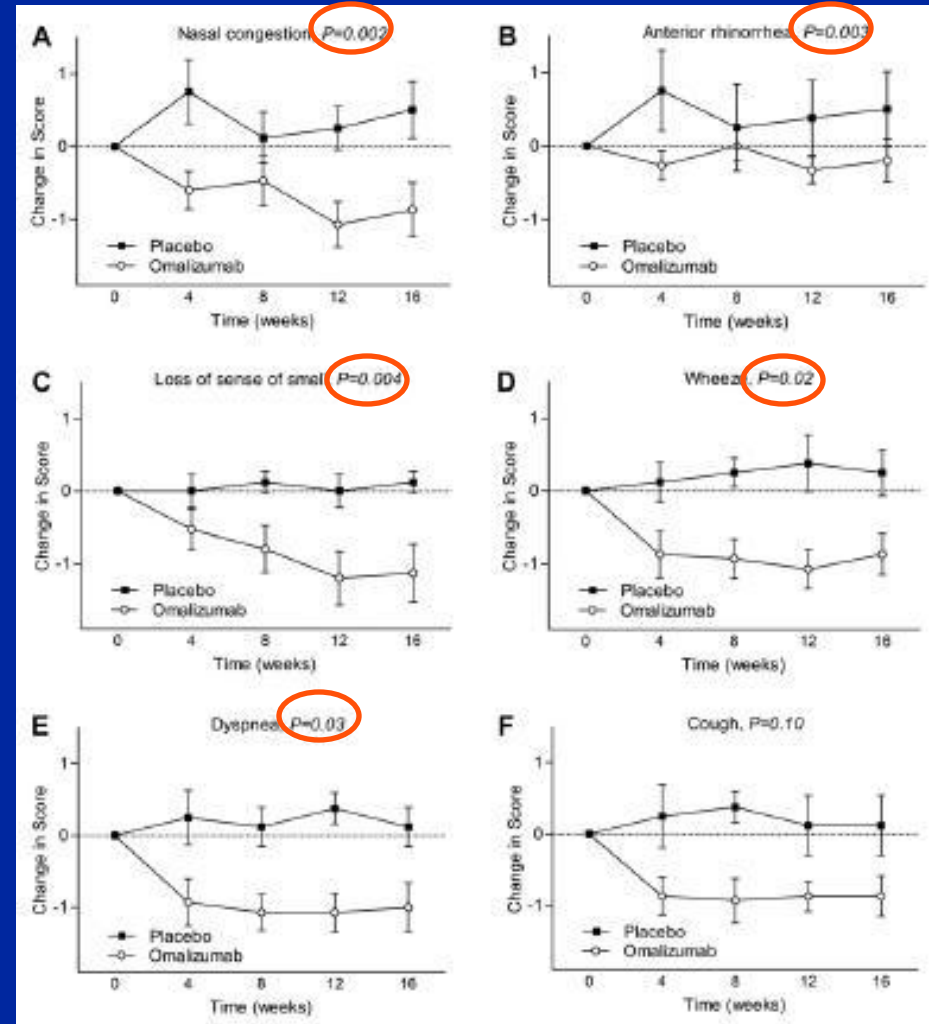 A
Nasal congestion, P=0.002
1
0
-1
Change in Score
Placebo
Omalizumab
0 4 8 12 16
Time (weeks)
B
Anterior rhinorrhea, P=0.003
1
0
-1
Change in Score
Placebo
Omalizumab
0 4 8 12 16
Time (weeks)
C
Loss of sense of smell, P=0.004
1
0
-1
Change in Score
Placebo
Omalizumab
0 4 8 12 16
Time (weeks)
D
Wheeze, P=0.02
1
0
-1
Change in Score
Placebo
Omalizumab
0 4 8 12 16
Time (weeks)
E
Dyspnea, P=0.03
1
0
-1
Change in Score
Placebo
Omalizumab
0 4 8 12 16
Time (weeks)
F
Cough, P=0.10
1
0
-1
Change in Score
Placebo
Omalizumab
0 4 8 12 16
Time (weeks)